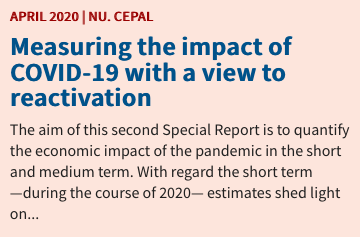 APRIL 2020 | NU. CEPAL
Measuring the impact of
COVID-19 with a view to
reactivation
The aim of this second Special Report is to quantify
the economic impact of the pandemic in the short
and medium term. With regard the short term
—during the course of 2020— estimates shed light
on...